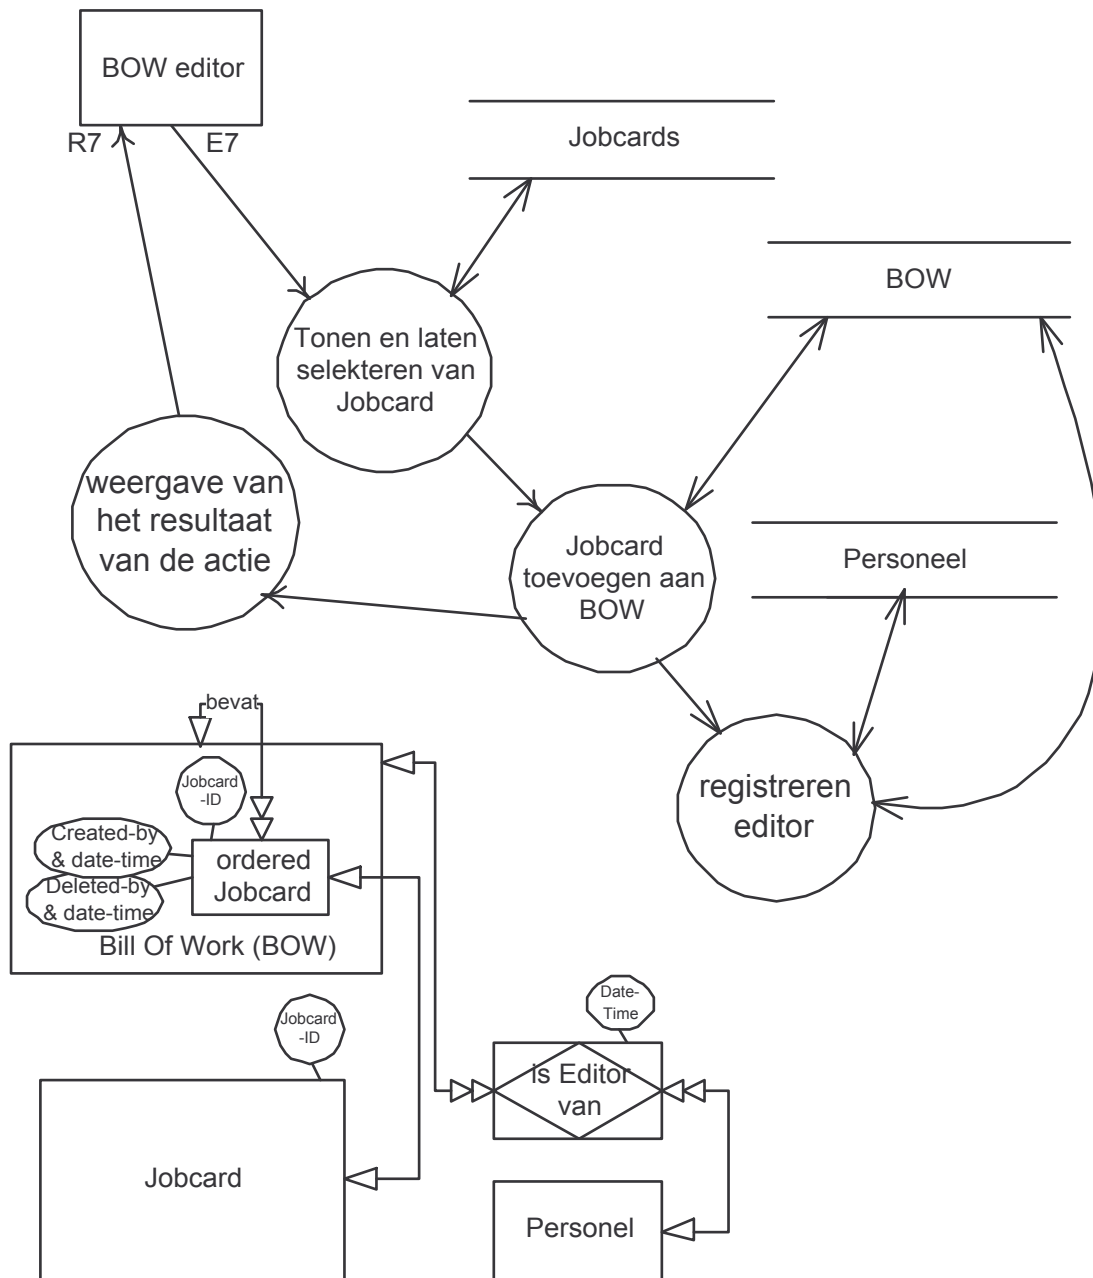 BOW editor
R7
E7
Jobcards
BOW
Tonen en laten
selekteren van
Jobcard
weergave van
het resultaat
van de actie
Jobcard
toevoegen aan
BOW
Personeel
registreren
editor
bevat
Jobcard
-ID
Created-by
& date-time
Deleted-by
& date-time
ordered
Jobcard
Bill Of Work (BOW)
Jobcard
-ID
Jobcard
Date-
Time
is Editor
van
Personel